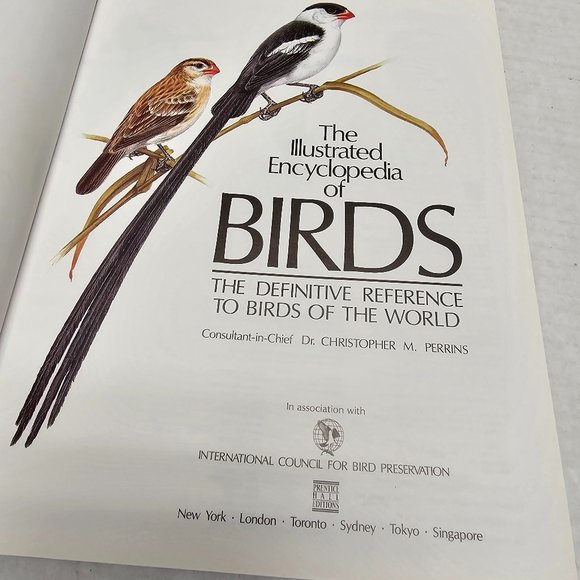 The
Illustrated
Encyclopedia
of
BIRDS
THE DEFINITIVE REFERENCE
TO BIRDS OF THE WORLD
Consultant-in-Chief Dr. CHRISTOPHER M. PERRINS
In association with
INTERNATIONAL COUNCIL FOR BIRD PRESERVATION
PRENTICE
HALL
EDITIONS
New York · London · Toronto · Sydney · Tokyo · Singapore